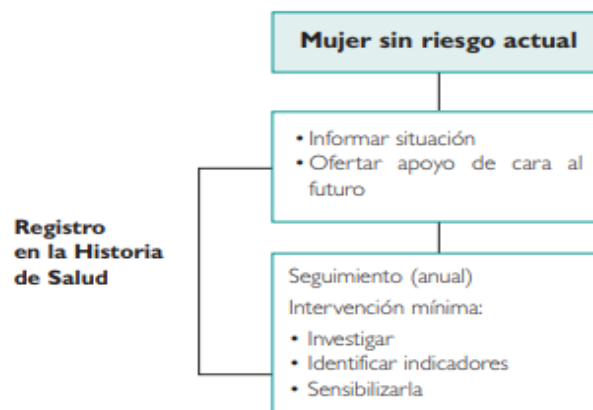 Mujer sin riesgo actual
• Informar situación
• Ofertar apoyo de cara al
futuro
Registro
en la Historia
de Salud
Seguimiento (anual)
Intervención mínima:
• Investigar
• Identificar indicadores
• Sensibilizarla